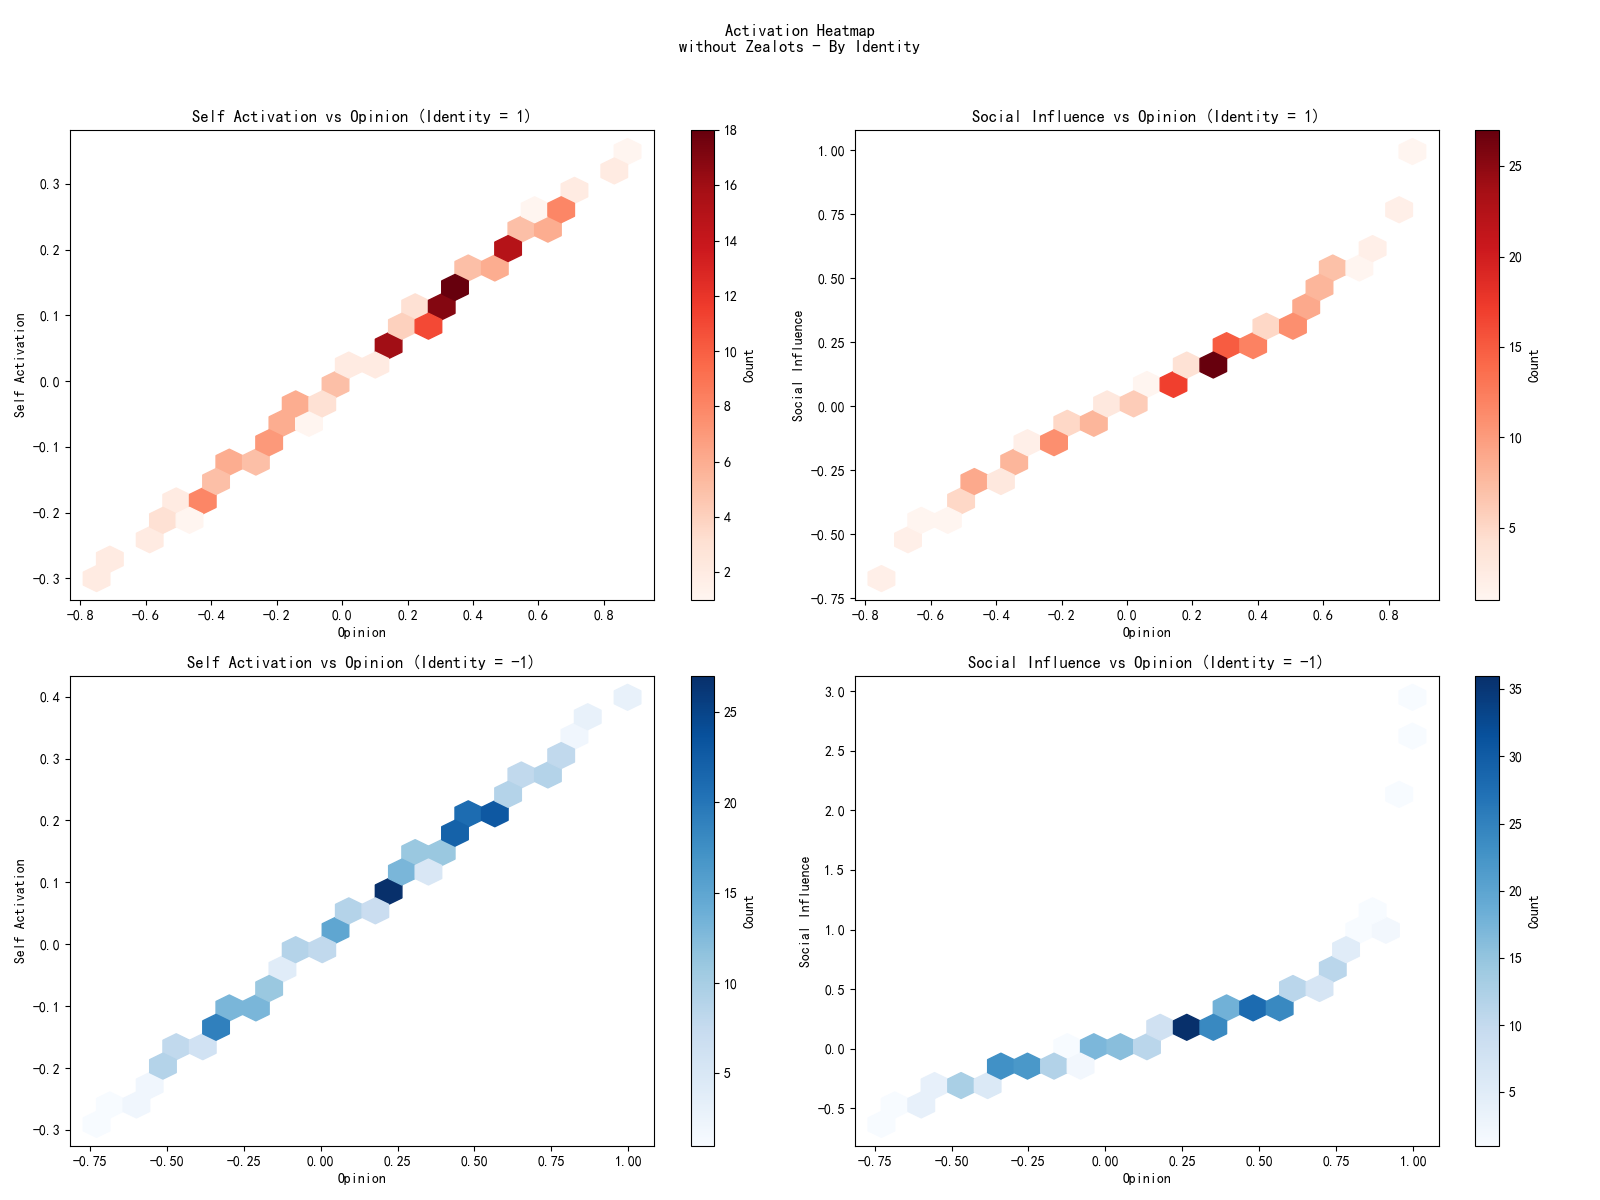 Activation Heatmap
without Zealots - By Identity
Self Activation vs Opinion (Identity = 1)
Self Activation
0.3
0.2
0.1
0.0
−0.1
−0.2
−0.3
−0.8 −0.6 −0.4 −0.2 0.0 0.2 0.4 0.6 0.8
Opinion
18
16
14
12
10
8
6
4
2
Count
Social Influence vs Opinion (Identity = 1)
Social Influence
1.00
0.75
0.50
0.25
0.00
−0.25
−0.50
−0.75
−0.8 −0.6 −0.4 −0.2 0.0 0.2 0.4 0.6 0.8
Opinion
25
20
15
10
5
Count
Self Activation vs Opinion (Identity = -1)
Self Activation
0.4
0.3
0.2
0.1
0.0
−0.1
−0.2
−0.3
−0.75 −0.50 −0.25 0.00 0.25 0.50 0.75 1.00
Opinion
25
20
15
10
5
Count
Social Influence vs Opinion (Identity = -1)
Social Influence
3.0
2.5
2.0
1.5
1.0
0.5
0.0
−0.5
−0.75 −0.50 −0.25 0.00 0.25 0.50 0.75 1.00
Opinion
35
30
25
20
15
10
5
Count